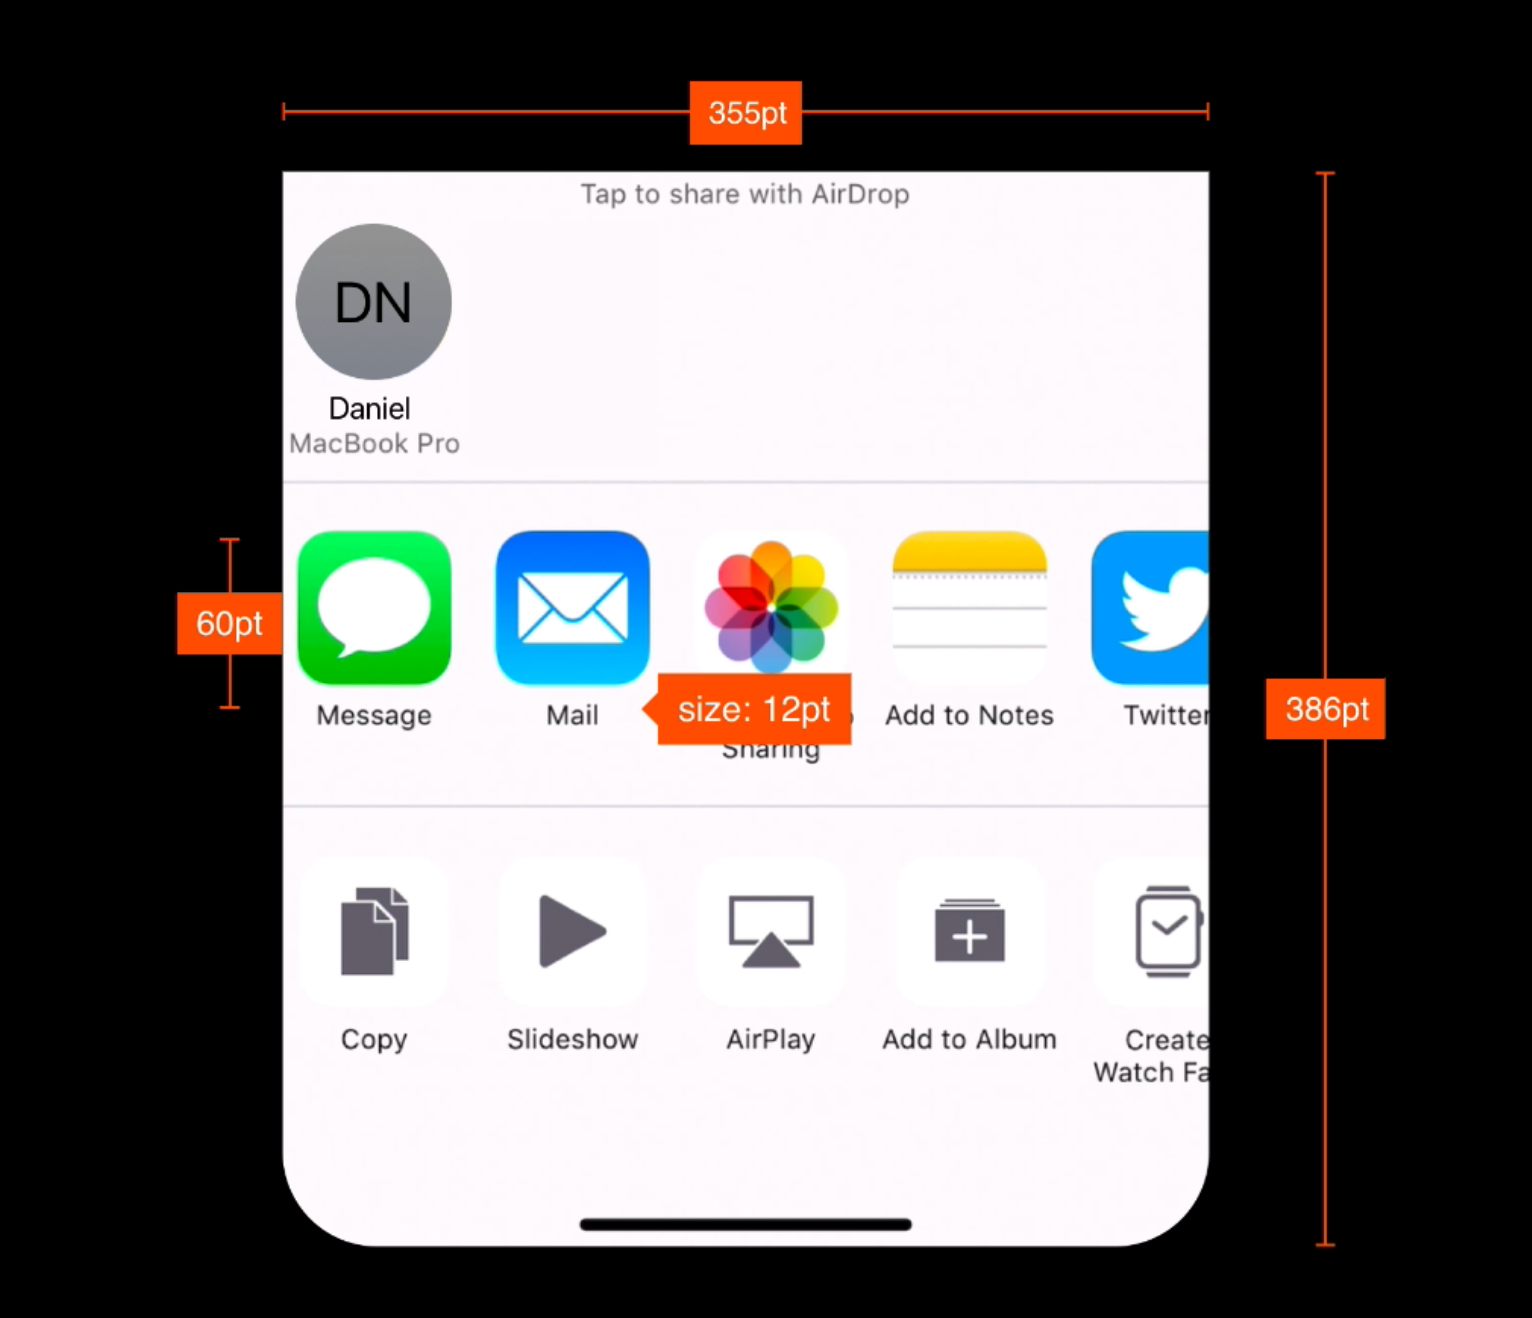 355pt
Tap to share with AirDrop
DN
Daniel
MacBook Pro
60pt
Message
Mail
size: 12pt
Sharing
Add to Notes
Twitter
386pt
Copy
Slideshow
AirPlay
Add to Album
Create
Watch Fa